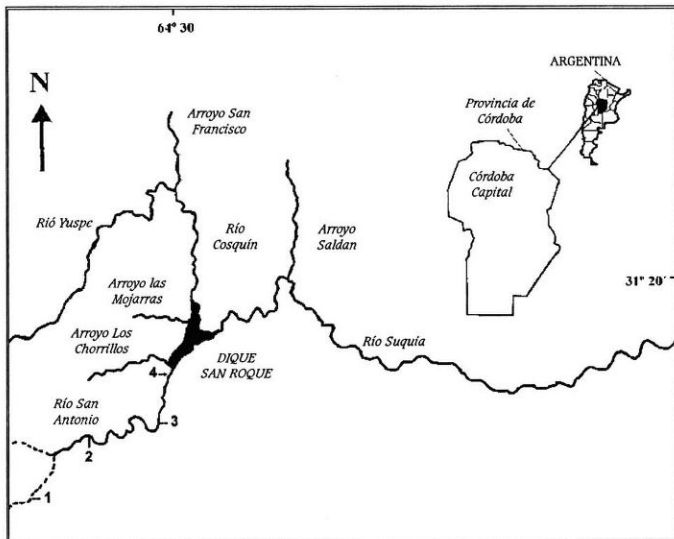 64° 30
ARGENTINA
N
Arroyo San
Francisco
Provincia de
Córdoba
Córdoba
Capital
Rió Yuspe
Río
Cosquín
Arroyo
Saldan
31° 20'
Arroyo las
Mojarras
Arroyo Los
Chorrillos
Río Suquia
DIQUE
SAN ROQUE
4
Río San
Antonio
3
2
1